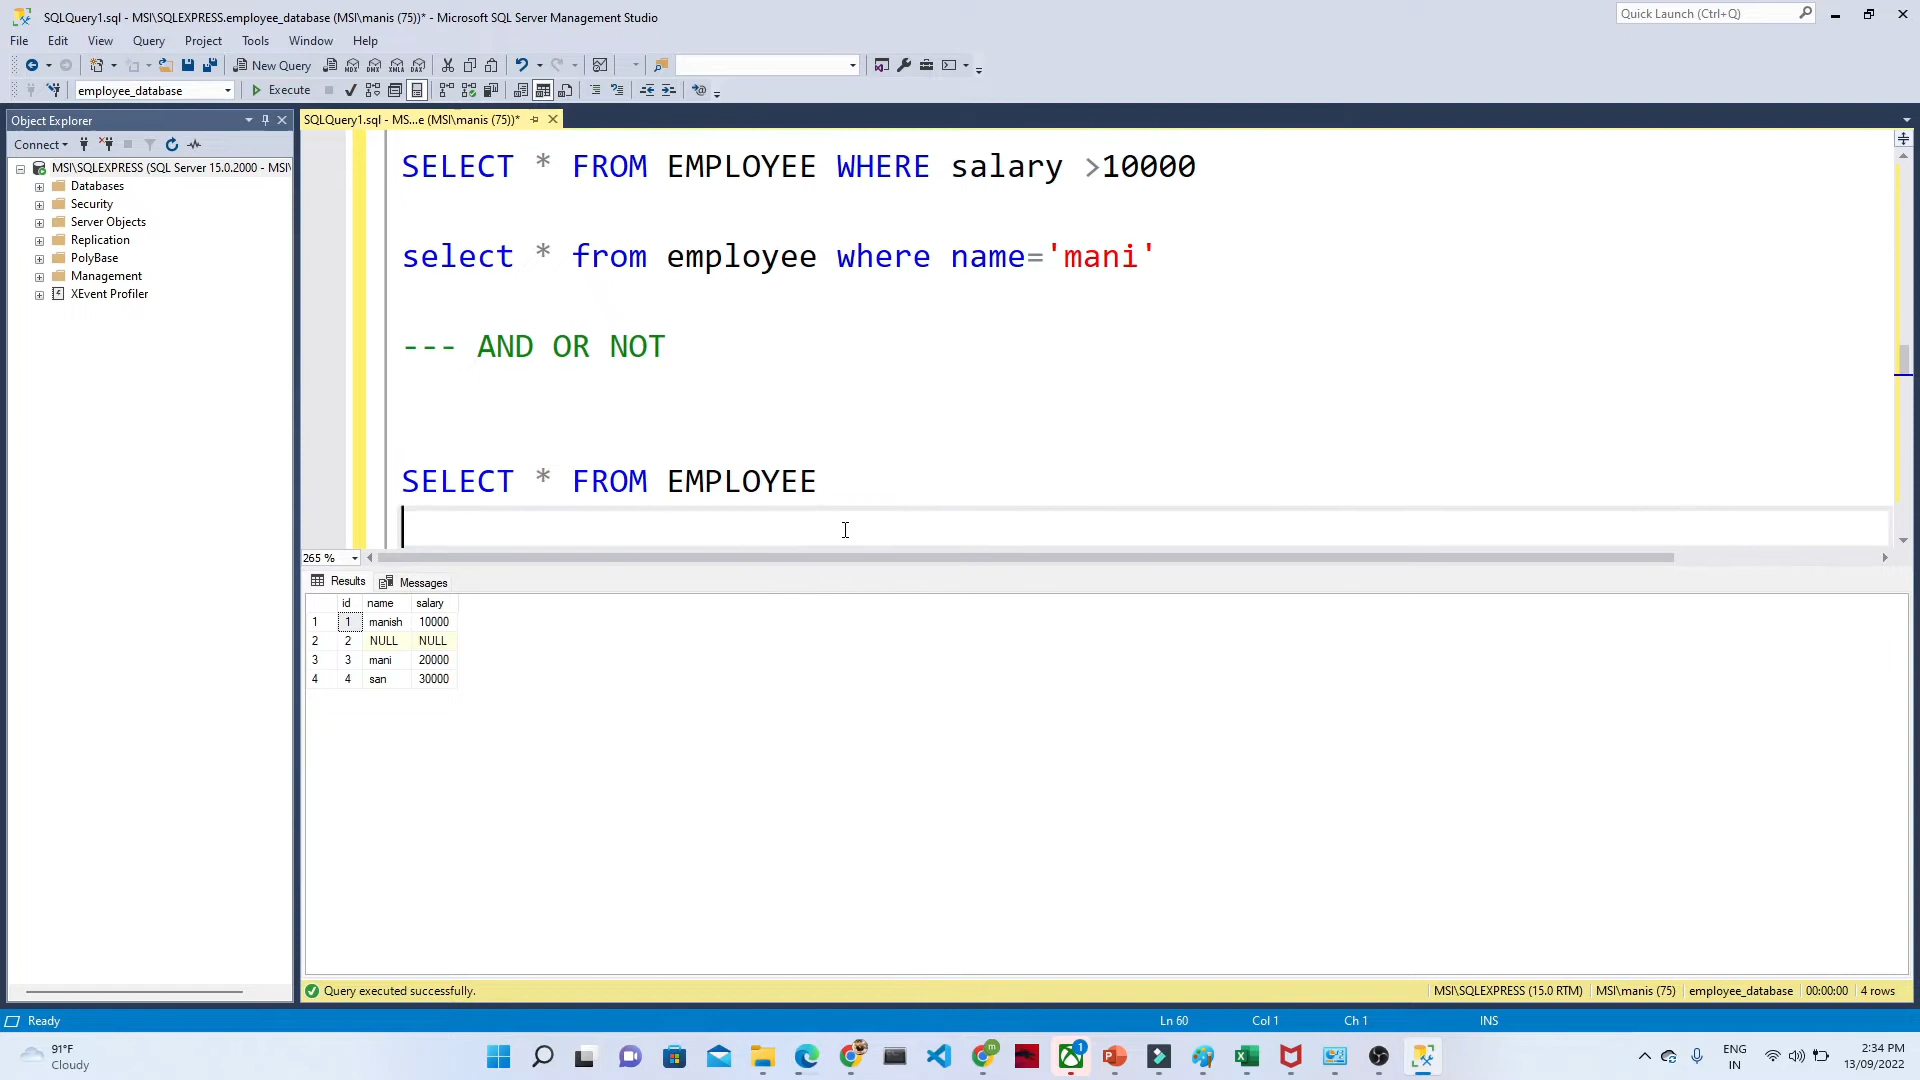 SQLQuery1.sql - MSI\SQLEXPRESS.employee_database (MSI\manis (75))* - Microsoft SQL Server Management Studio
Quick Launch (Ctrl+Q)
File Edit View Query Project Tools Window Help
New Query
employee_database Execute
Object Explorer
SQLQuery1.sql - MS...e (MSI\manis (75))*
Connect
MSI\SQLEXPRESS (SQL Server 15.0.2000 - MSI\
Databases
Security
Server Objects
Replication
PolyBase
Management
XEvent Profiler
SELECT * FROM EMPLOYEE WHERE salary >10000
select * from employee where name='mani'
--- AND OR NOT
SELECT * FROM EMPLOYEE
265 %
Results Messages
id name salary
1 1 manish 10000
2 2 NULL NULL
3 3 mani 20000
4 4 san 30000
Query executed successfully.
MSI\SQLEXPRESS (15.0 RTM) MSI\manis (75) employee_database 00:00:00 4 rows
Ready Ln 60 Col 1 Ch 1 INS
91°F
Cloudy
ENG
IN
2:34 PM
13/09/2022